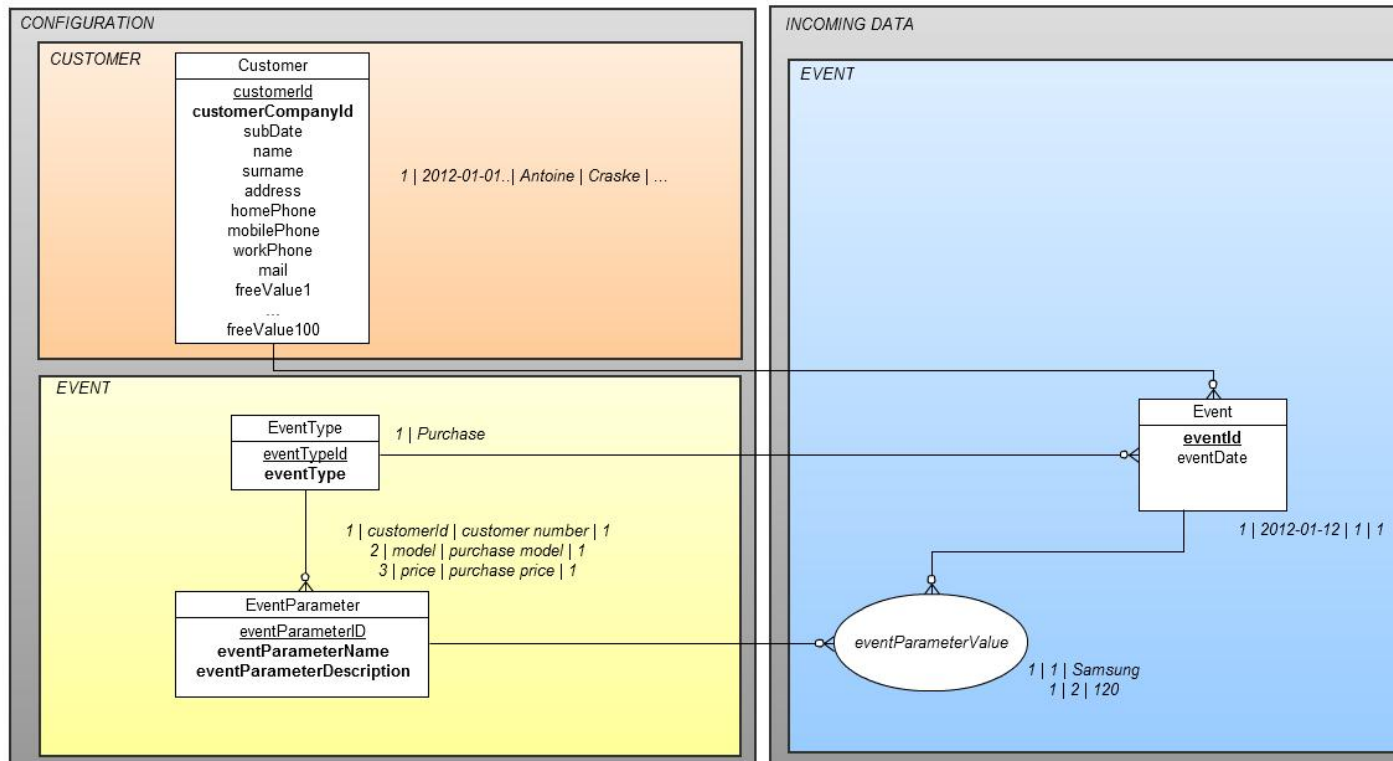 CONFIGURATION
CUSTOMER
Customer
customerId
customerCompanyId
subDate
name
surname
address
homePhone
mobilePhone
workPhone
mail
freeValue1
...
freeValue100
1 | 2012-01-01..| Antoine | Craske | ...
EVENT
EventType
eventTypeId
eventType
1 | Purchase
1 | customerId | customer number | 1
2 | model | purchase model | 1
3 | price | purchase price | 1
EventParameter
eventParameterID
eventParameterName
eventParameterDescription
INCOMING DATA
EVENT
Event
eventId
eventDate
1 | 2012-01-12 | 1 | 1
eventParameterValue
1 | 1 | Samsung
1 | 2 | 120